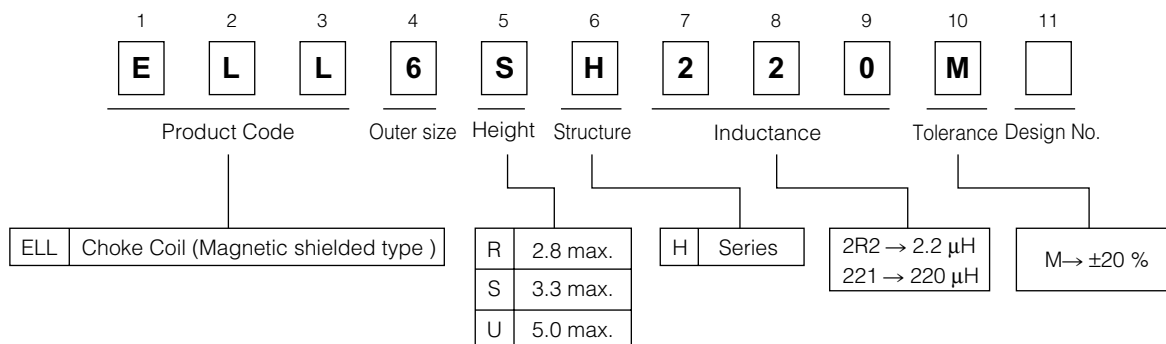 1 2 3 4 5 6 7 8 9 10 11
E L L 6 S H 2 2 0 M
Product Code Outer size Height Structure Inductance Tolerance Design No.
ELL Choke Coil (Magnetic shielded type )
R 2.8 max.
S 3.3 max.
U 5.0 max.
H Series
2R2 → 2.2 μH
221 → 220 μH
M→ ±20 %